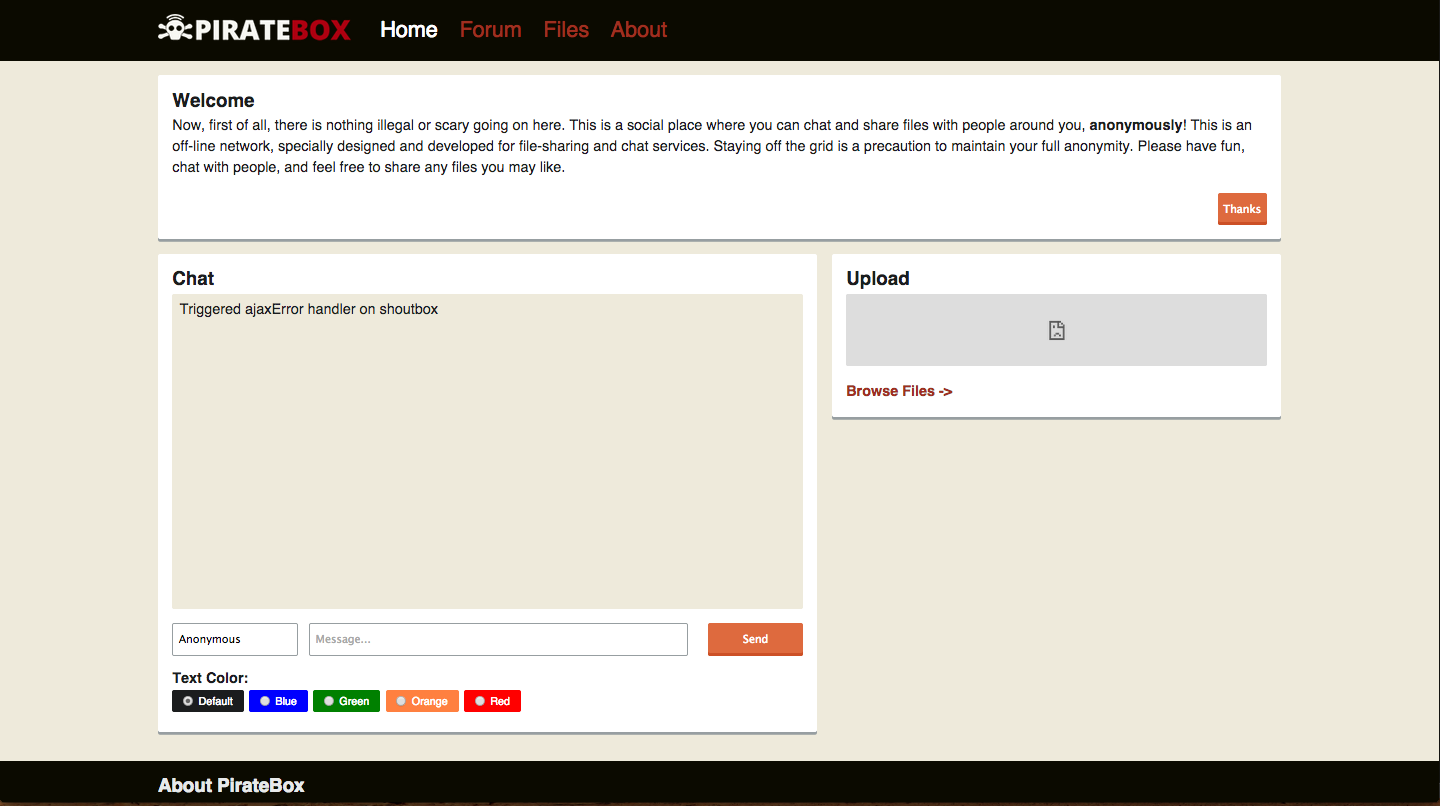 PIRATEBOX Home Forum Files About
Welcome
Now, first of all, there is nothing illegal or scary going on here. This is a social place where you can chat and share files with people around you, anonymously! This is an
off-line network, specially designed and developed for file-sharing and chat services. Staying off the grid is a precaution to maintain your full anonymity. Please have fun,
chat with people, and feel free to share any files you may like.
Thanks
Chat
Triggered ajaxError handler on shoutbox
Anonymous Message... Send
Text Color:
Default Blue Green Orange Red
Upload
Browse Files ->
About PirateBox